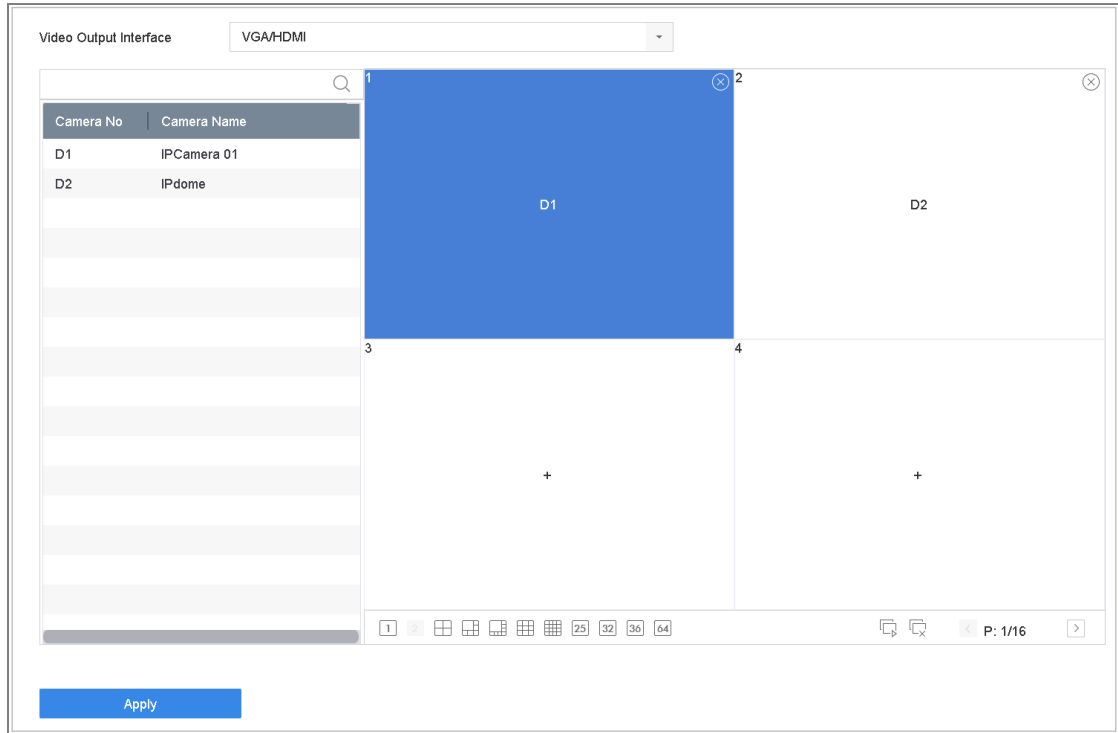 Video Output Interface VGA/HDMI
Camera No Camera Name
D1 IPCamera 01
D2 IPdome
1
D1
2
D2
3
+
4
+
1 2 25 32 36 64 P: 1/16
Apply